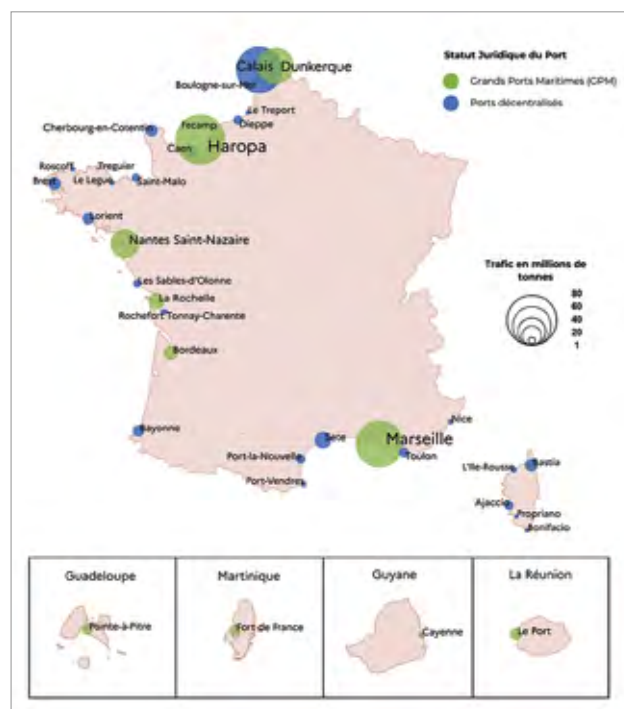 Statut Juridique du Port
Grands Ports Maritimes (GPM)
Ports décentralisés
Calais
Dunkerque
Boulogne-sur-Mer
Le Treport
Dieppe
Fecamp
Cherbourg-en-Cotentin
Haropa
Caen
Roscoff
Treguier
Brest
Le Legue
Saint-Malo
Lorient
Nantes Saint-Nazaire
Les Sables-d'Olonne
La Rochelle
Rochefort Tonnay-Charente
Bordeaux
Trafic en millions de
tonnes
80
60
40
20
1
Bayonne
Sete
Marseille
Nice
Port-la-Nouvelle
Toulon
Port-Vendres
L'Ile-Rousse
Bastia
Ajaccio
Propriano
Bonifacio
Guadeloupe
Martinique
Guyane
La Réunion
Pointe-à-Pitre
Fort de France
Cayenne
Le Port